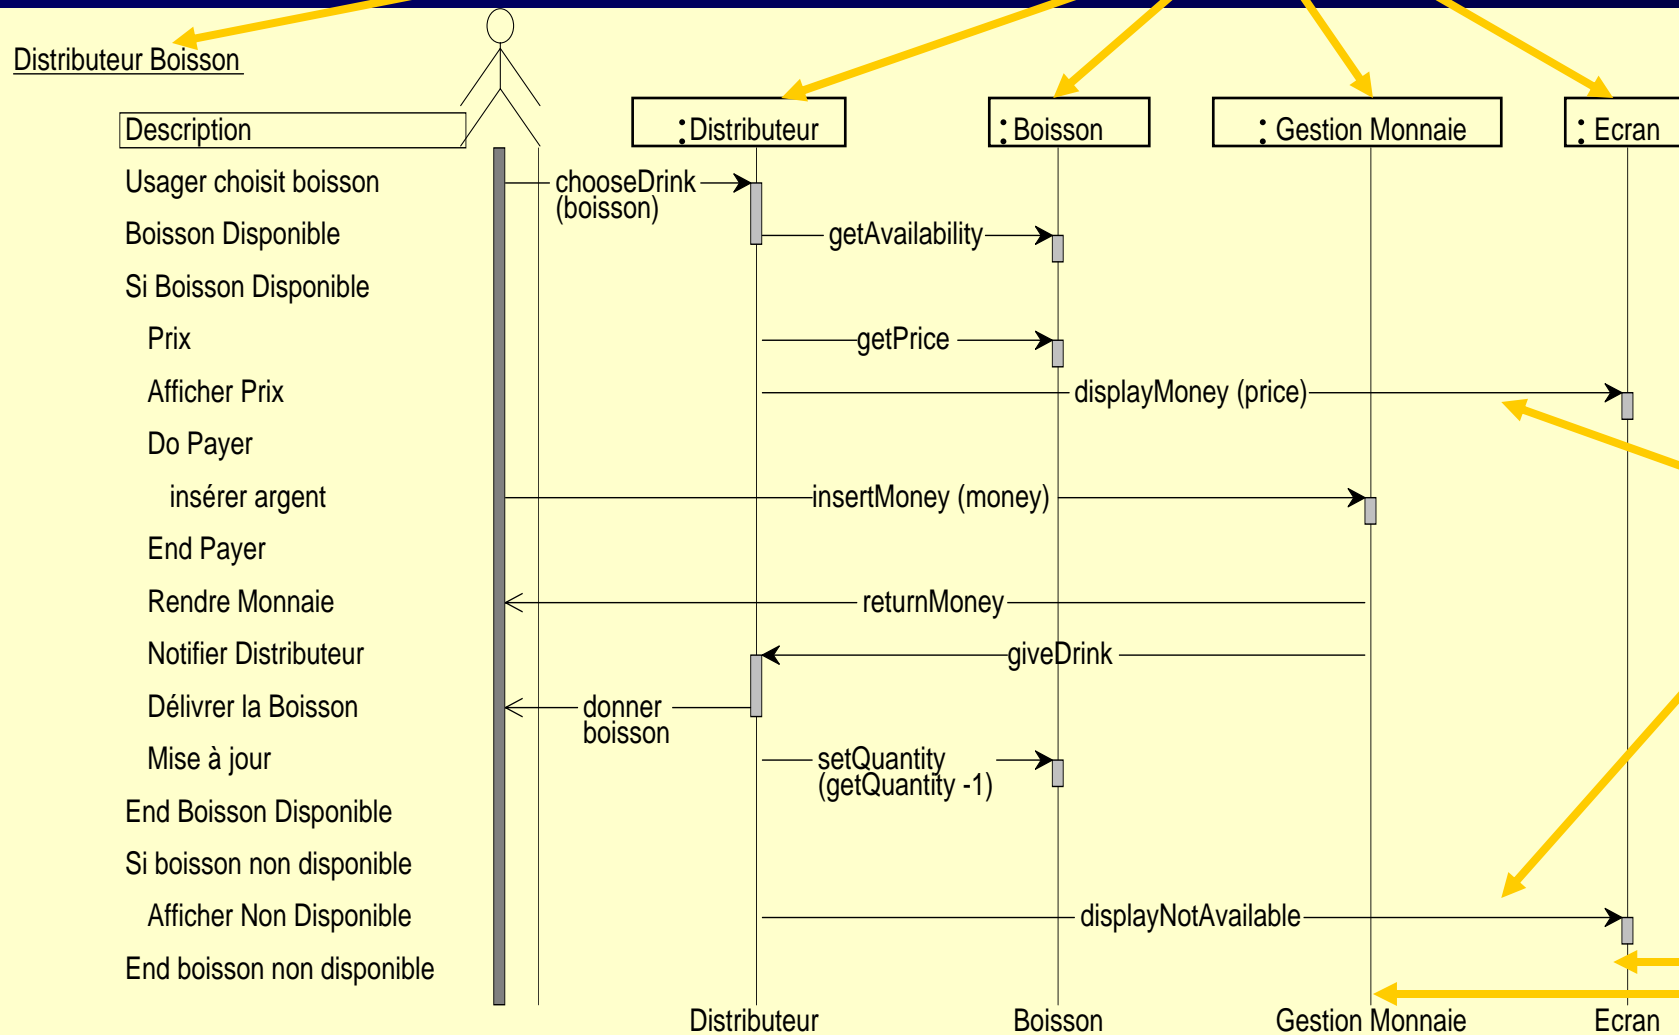 Distributeur Boisson
Description
:Distributeur
: Boisson
: Gestion Monnaie
: Ecran
Usager choisit boisson
chooseDrink
(boisson)
Boisson Disponible
getAvailability
Si Boisson Disponible
Prix
getPrice
Afficher Prix
displayMoney (price)
Do Payer
insérer argent
insertMoney (money)
End Payer
Rendre Monnaie
returnMoney
Notifier Distributeur
giveDrink
Délivrer la Boisson
donner
boisson
Mise à jour
setQuantity
(getQuantity -1)
End Boisson Disponible
Si boisson non disponible
Afficher Non Disponible
displayNotAvailable
End boisson non disponible
Distributeur
Boisson
Gestion Monnaie
Ecran